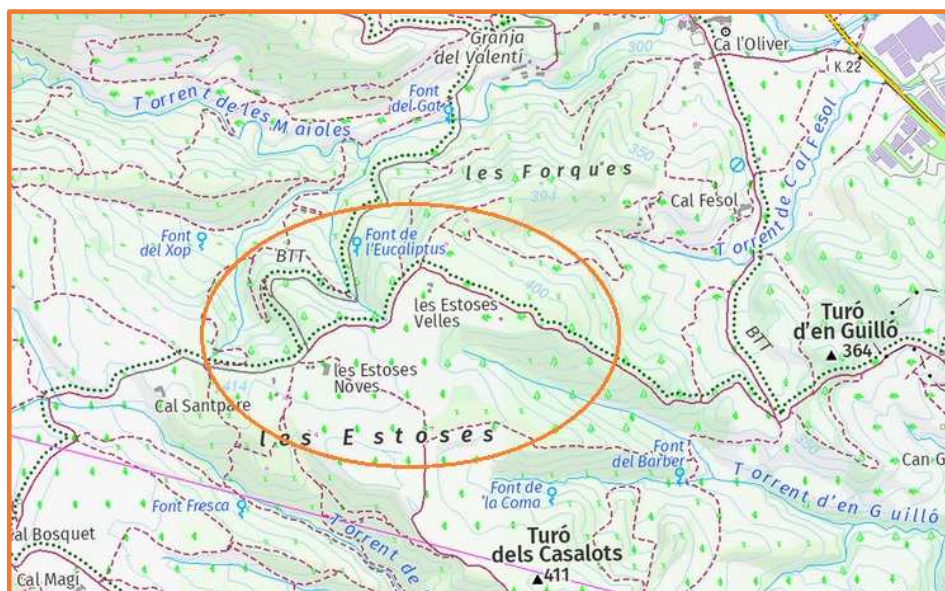 Granja
del Valentí
Ca l'Oliver
300
K.22
Torrent de les Maioles
Font
del Gat
350
les Forques
394
Cal Fesol
Torrent de Cal Fesol
Font
del Xop
BTT
Font de
l'Eucaliptus
400
les Estoses
Velles
Turó
d'en Guilló
364
BTT
les Estoses
Noves
414
Cal Santpare
les Estoses
350
Font
del Barber
Can G
Torrent d'en Guilló
Font de
la Coma
Font Fresca
Torrent de
al Bosquet
Turó
dels Casalots
411
Cal Magí